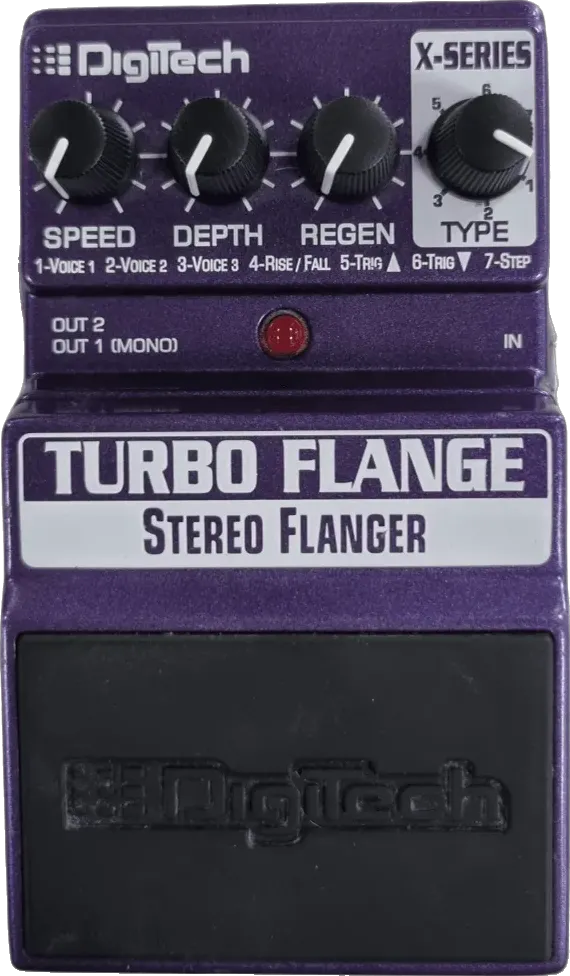 DigiTech
X-SERIES
6
5
4
3
2
1
SPEED DEPTH REGEN TYPE
1-VOICE 1 2-VOICE 2 3-VOICE 3 4-RISE / FALL 5-TRIG ▲ 6-TRIG ▼ 7-STEP
OUT 2
OUT 1 (MONO) IN
TURBO FLANGE
STEREO FLANGER
DigiTech